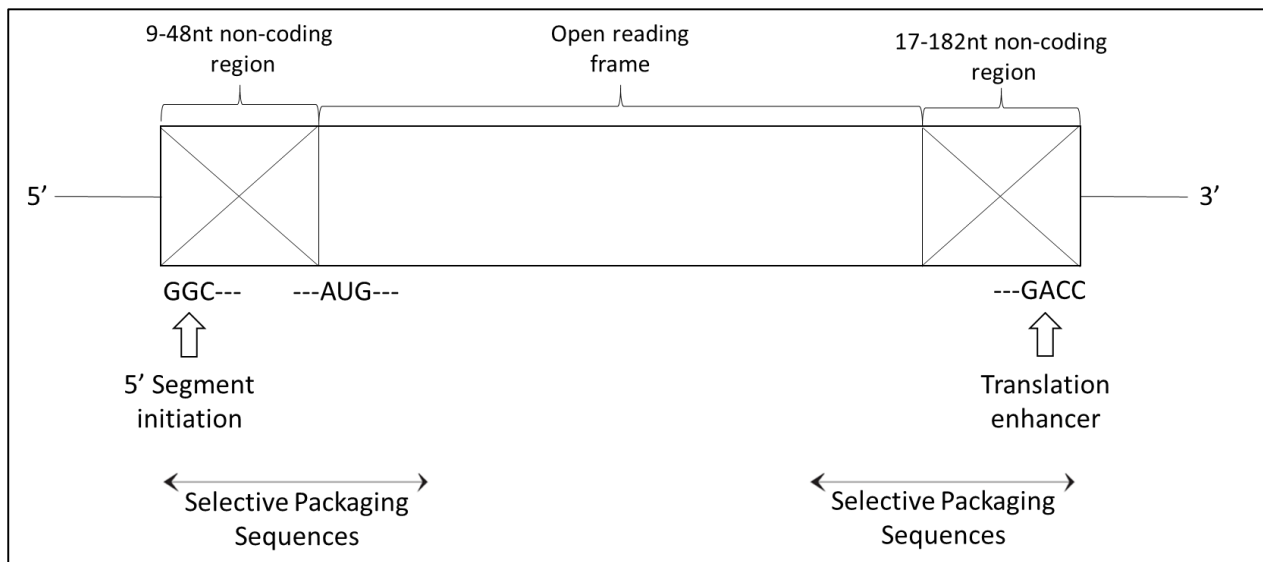 9-48nt non-coding
region
Open reading
frame
17-182nt non-coding
region
5’
3’
GGC---
---AUG---
---GACC
5’ Segment
initiation
Translation
enhancer
Selective Packaging
Sequences
Selective Packaging
Sequences